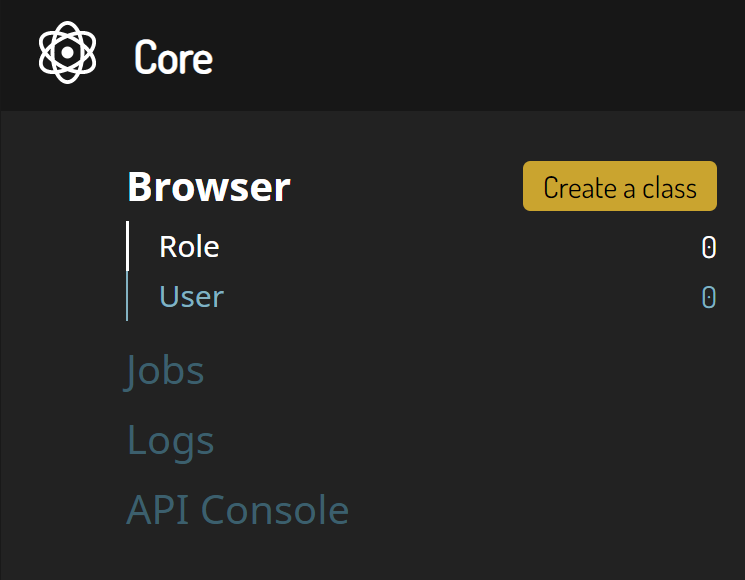 Core
Browser
Create a class
Role 0
User 0
Jobs
Logs
API Console